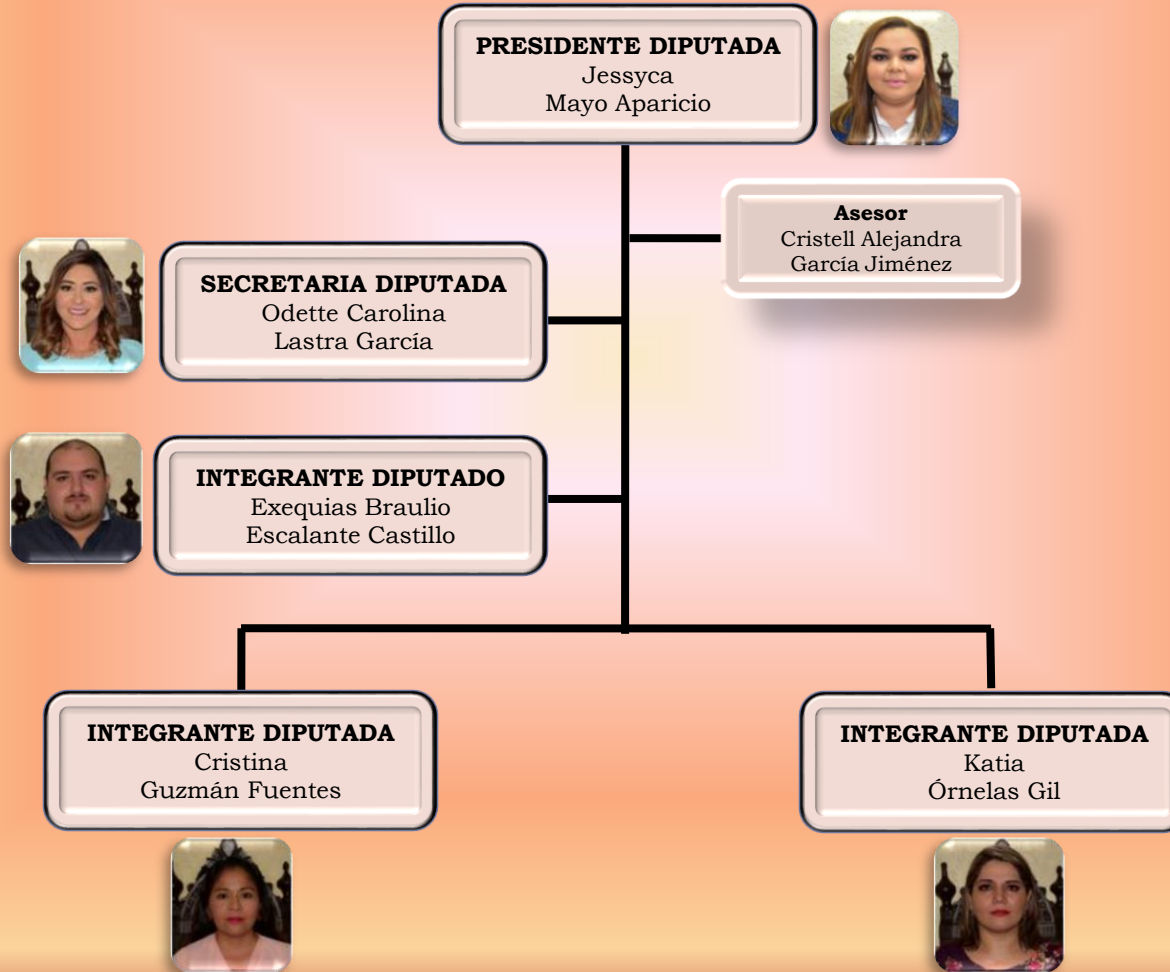 PRESIDENTE DIPUTADA
Jessyca
Mayo Aparicio
Asesor
Cristell Alejandra
García Jiménez
SECRETARIA DIPUTADA
Odette Carolina
Lastra García
INTEGRANTE DIPUTADO
Exequias Braulio
Escalante Castillo
INTEGRANTE DIPUTADA
Cristina
Guzmán Fuentes
INTEGRANTE DIPUTADA
Katia
Órnelas Gil